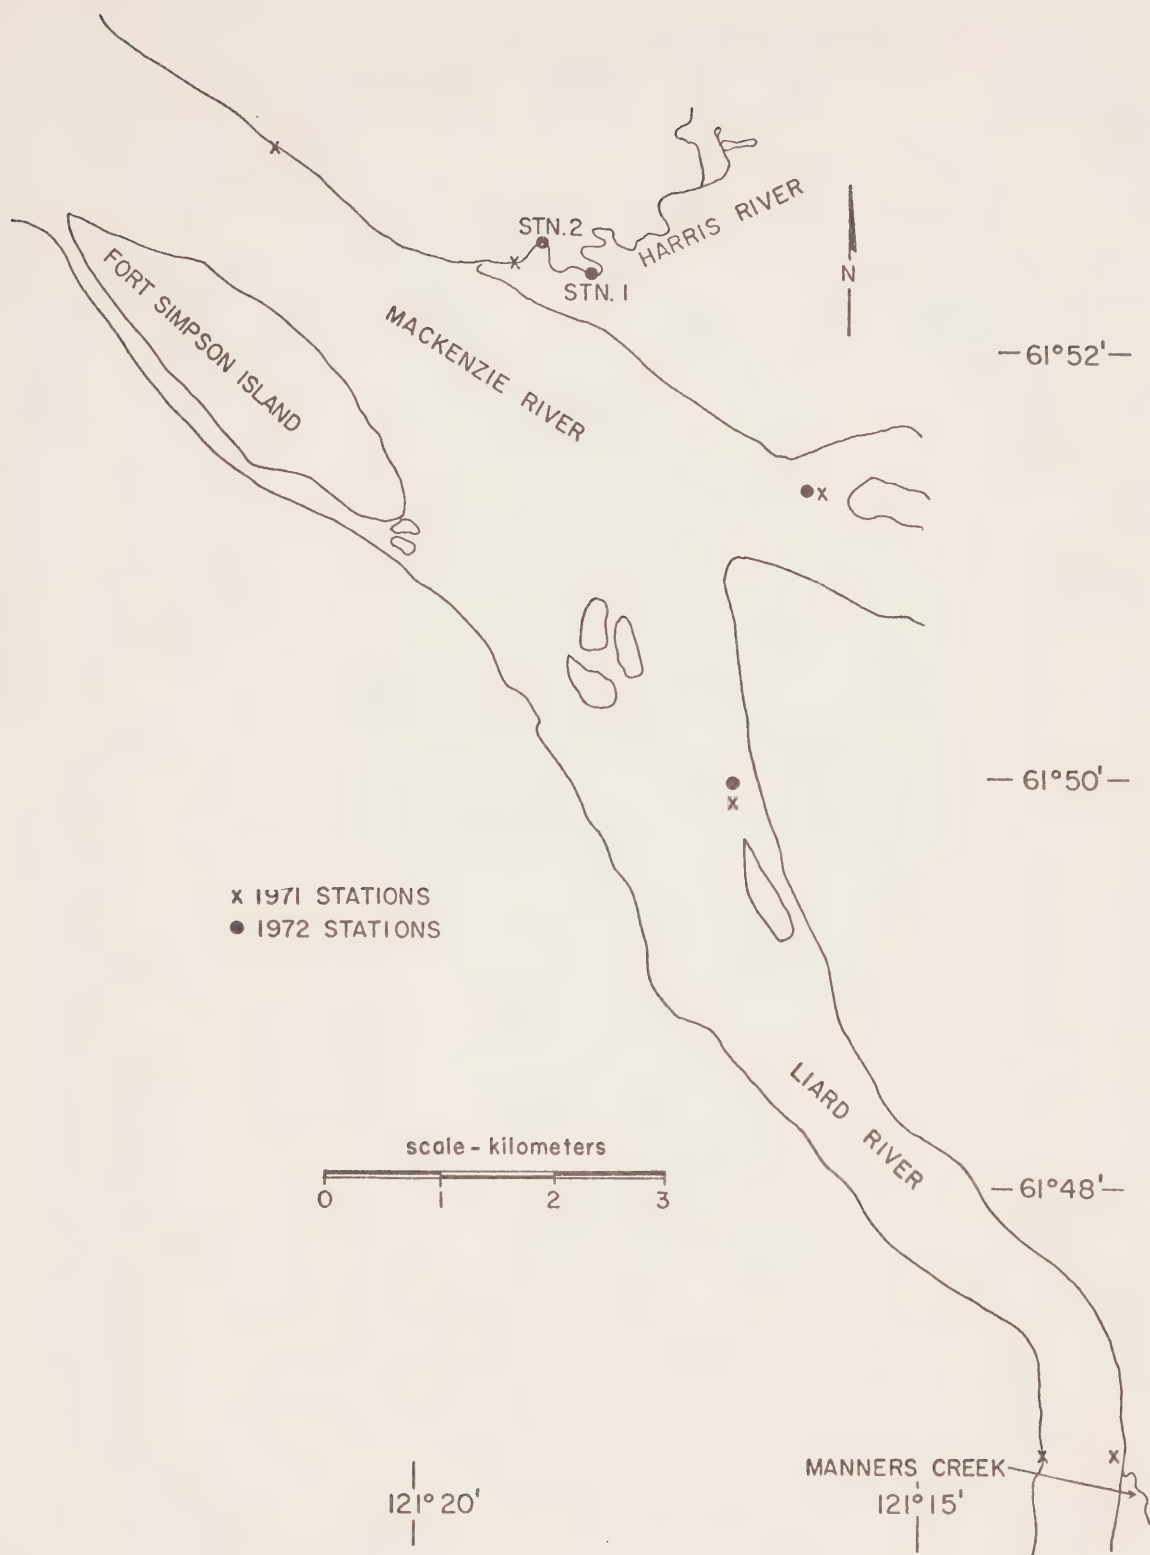 STN. 2
HARRIS RIVER
STN. 1
N
FORT SIMPSON ISLAND
MACKENZIE RIVER
—61°52'—
— 61°50'—
x 1971 STATIONS
● 1972 STATIONS
LIARD RIVER
scale - kilometers
0 1 2 3
—61°48'—
MANNERS CREEK
121°20'
121°15'